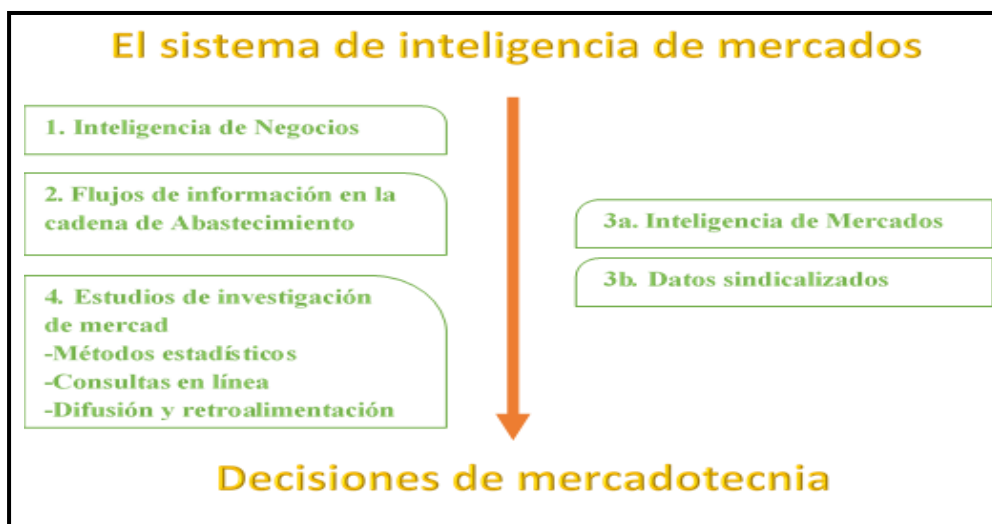 El sistema de inteligencia de mercados
1. Inteligencia de Negocios
2. Flujos de información en la
cadena de Abastecimiento
3a. Inteligencia de Mercados
3b. Datos sindicalizados
4. Estudios de investigación
de mercad
-Métodos estadísticos
-Consultas en línea
-Difusión y retroalimentación
Decisiones de mercadotecnia